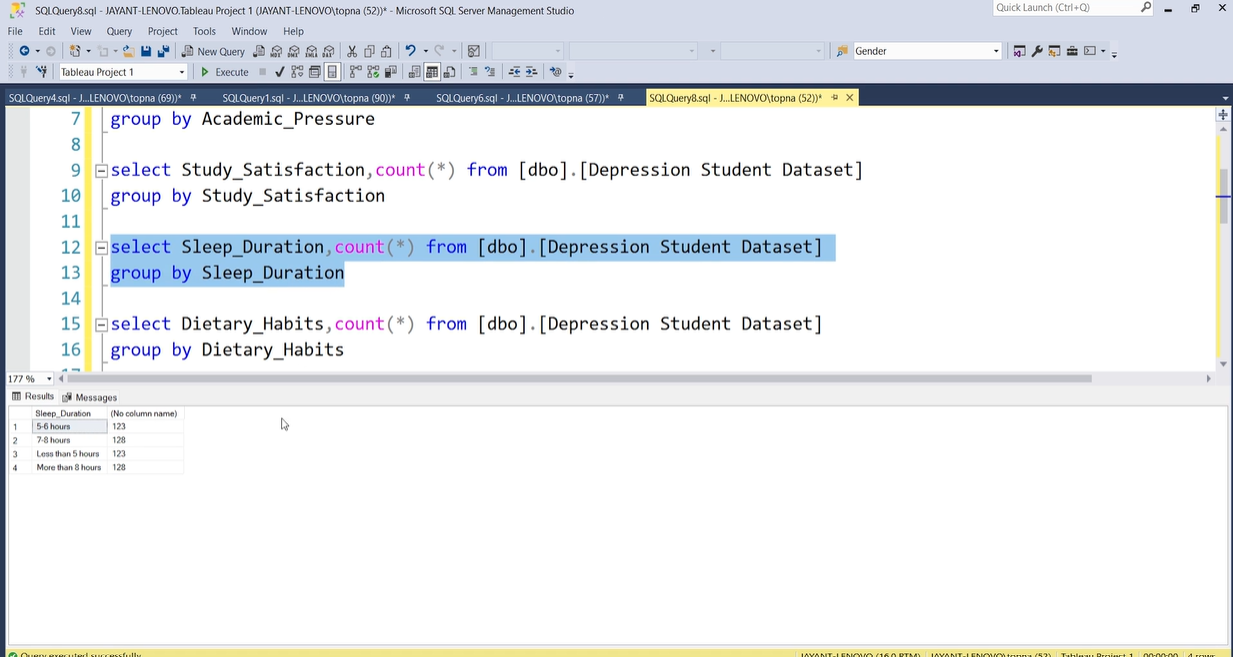 SQLQuery8.sql - JAYANT-LENOVO.Tableau Project 1 (JAYANT-LENOVO\topna (52))* - Microsoft SQL Server Management Studio
Quick Launch (Ctrl+Q)
File Edit View Query Project Tools Window Help
New Query
Gender
Tableau Project 1
Execute
SQLQuery4.sql - J...LENOVO\topna (69))* SQLQuery1.sql - J...LENOVO\topna (90))* SQLQuery6.sql - J...LENOVO\topna (57))* SQLQuery8.sql - J...LENOVO\topna (52))*
7 group by Academic_Pressure
8
9 select Study_Satisfaction,count(*) from [dbo].[Depression Student Dataset]
10 group by Study_Satisfaction
11
12 select Sleep_Duration,count(*) from [dbo].[Depression Student Dataset]
13 group by Sleep_Duration
14
15 select Dietary_Habits,count(*) from [dbo].[Depression Student Dataset]
16 group by Dietary_Habits
177 %
Results Messages
Sleep_Duration (No column name)
1 5-6 hours 123
2 7-8 hours 128
3 Less than 5 hours 123
4 More than 8 hours 128
Query executed successfully JAYANT-LENOVO (16.0 RTM) JAYANT-LENOVO\topna (52) Tableau Project 1 00:00:00 4 rows